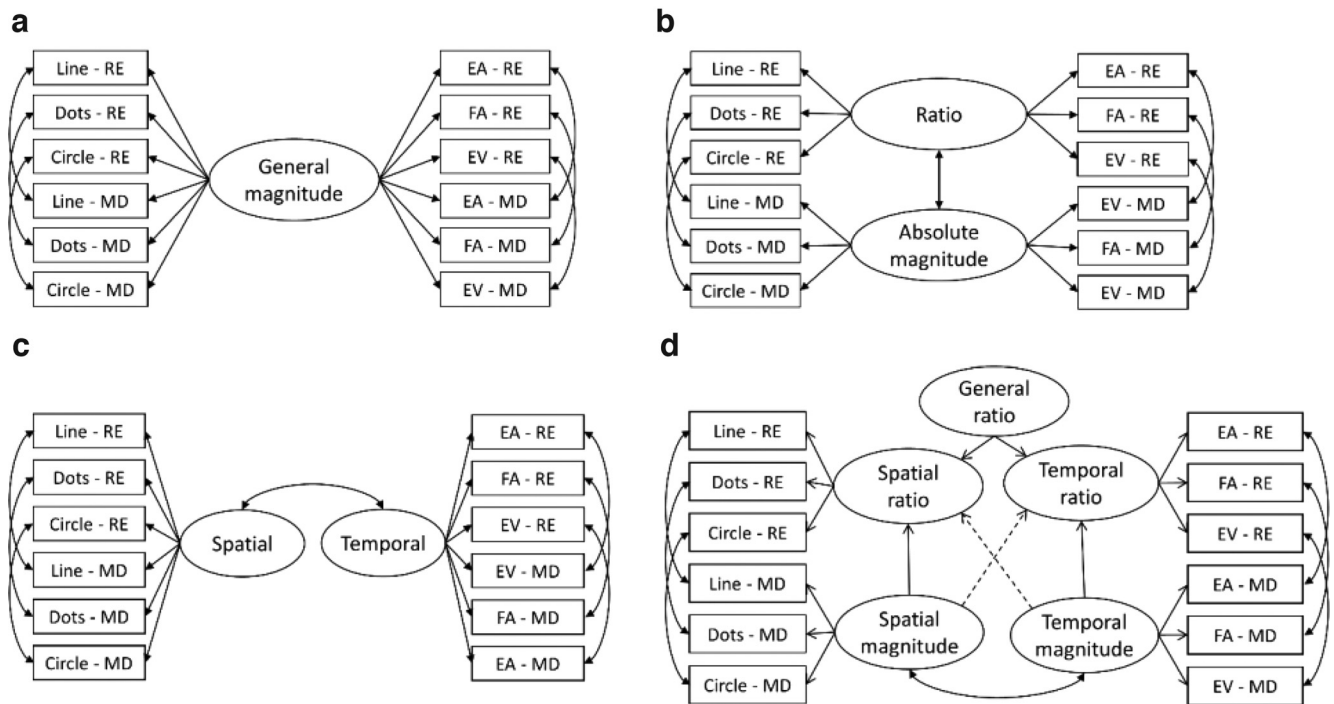 a
Line - RE
Dots - RE
Circle - RE
Line - MD
Dots - MD
Circle - MD
General
magnitude
EA - RE
FA - RE
EV - RE
EA - MD
FA - MD
EV - MD
b
Line - RE
Dots - RE
Circle - RE
Line - MD
Dots - MD
Circle - MD
Ratio
Absolute
magnitude
EA - RE
FA - RE
EV - RE
EV - MD
FA - MD
EV - MD
c
Line - RE
Dots - RE
Circle - RE
Line - MD
Dots - MD
Circle - MD
Spatial
Temporal
EA - RE
FA - RE
EV - RE
EV - MD
FA - MD
EA - MD
d
Line - RE
Dots - RE
Circle - RE
Line - MD
Dots - MD
Circle - MD
General
ratio
Spatial
ratio
Temporal
ratio
Spatial
magnitude
Temporal
magnitude
EA - RE
FA - RE
EV - RE
EA - MD
FA - MD
EV - MD